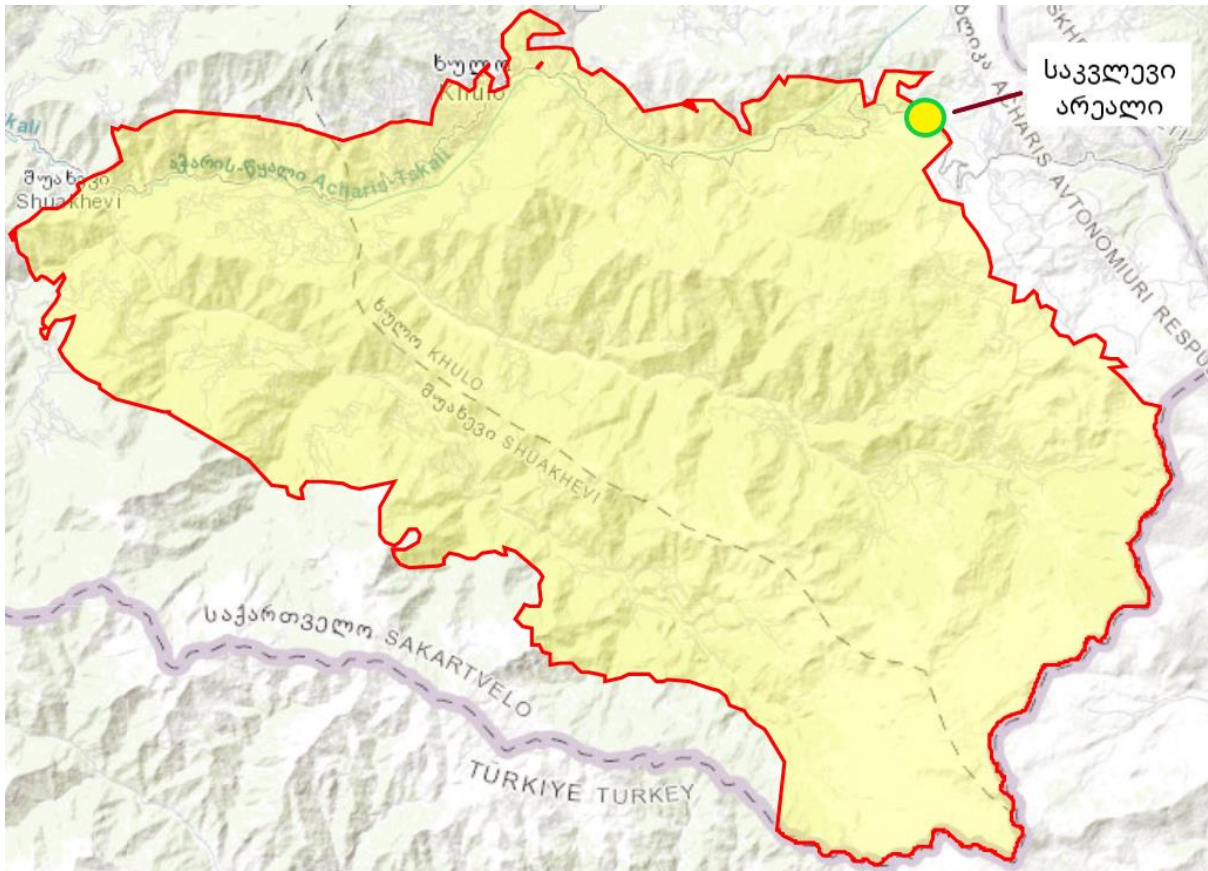 ხულო
Khulo
საკვლევი
არეალი
ACHARIS AVTONOMIURI
აჭარის-წყალი Acharis-Tskali
შუახევი
Shuakhevi
ხულო KHULO
შუახევი SHUAKHEVI
საქართველო SAKARTVELO
TÜRKIYE TURKEY